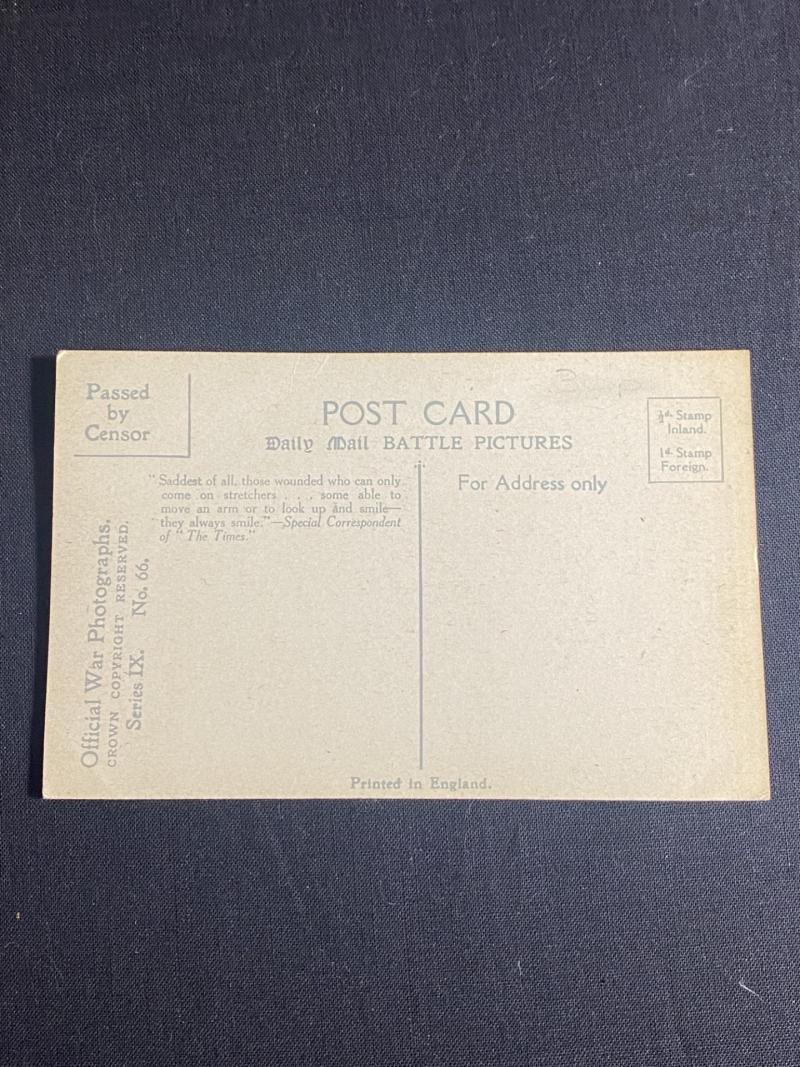 Passed
by
Censor
POST CARD
Daily Mail BATTLE PICTURES
½d. Stamp
Inland.
1d. Stamp
Foreign.
"Saddest of all, those wounded who can only
come on stretchers . . . some able to
move an arm or to look up and smile—
they always smile."—Special Correspondent
of "The Times."
For Address only
Official War Photographs.
CROWN COPYRIGHT RESERVED.
Series IX. No. 66.
Printed in England.